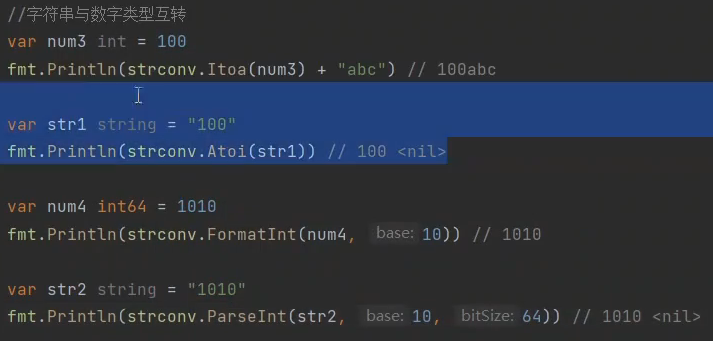 //字符串与数字类型互转
var num3 int = 100
fmt.Println(strconv.Itoa(num3) + "abc") // 100abc
var str1 string = "100"
fmt.Println(strconv.Atoi(str1)) // 100 <nil>
var num4 int64 = 1010
fmt.Println(strconv.FormatInt(num4, base: 10)) // 1010
var str2 string = "1010"
fmt.Println(strconv.ParseInt(str2, base: 10, bitSize: 64)) // 1010 <nil>